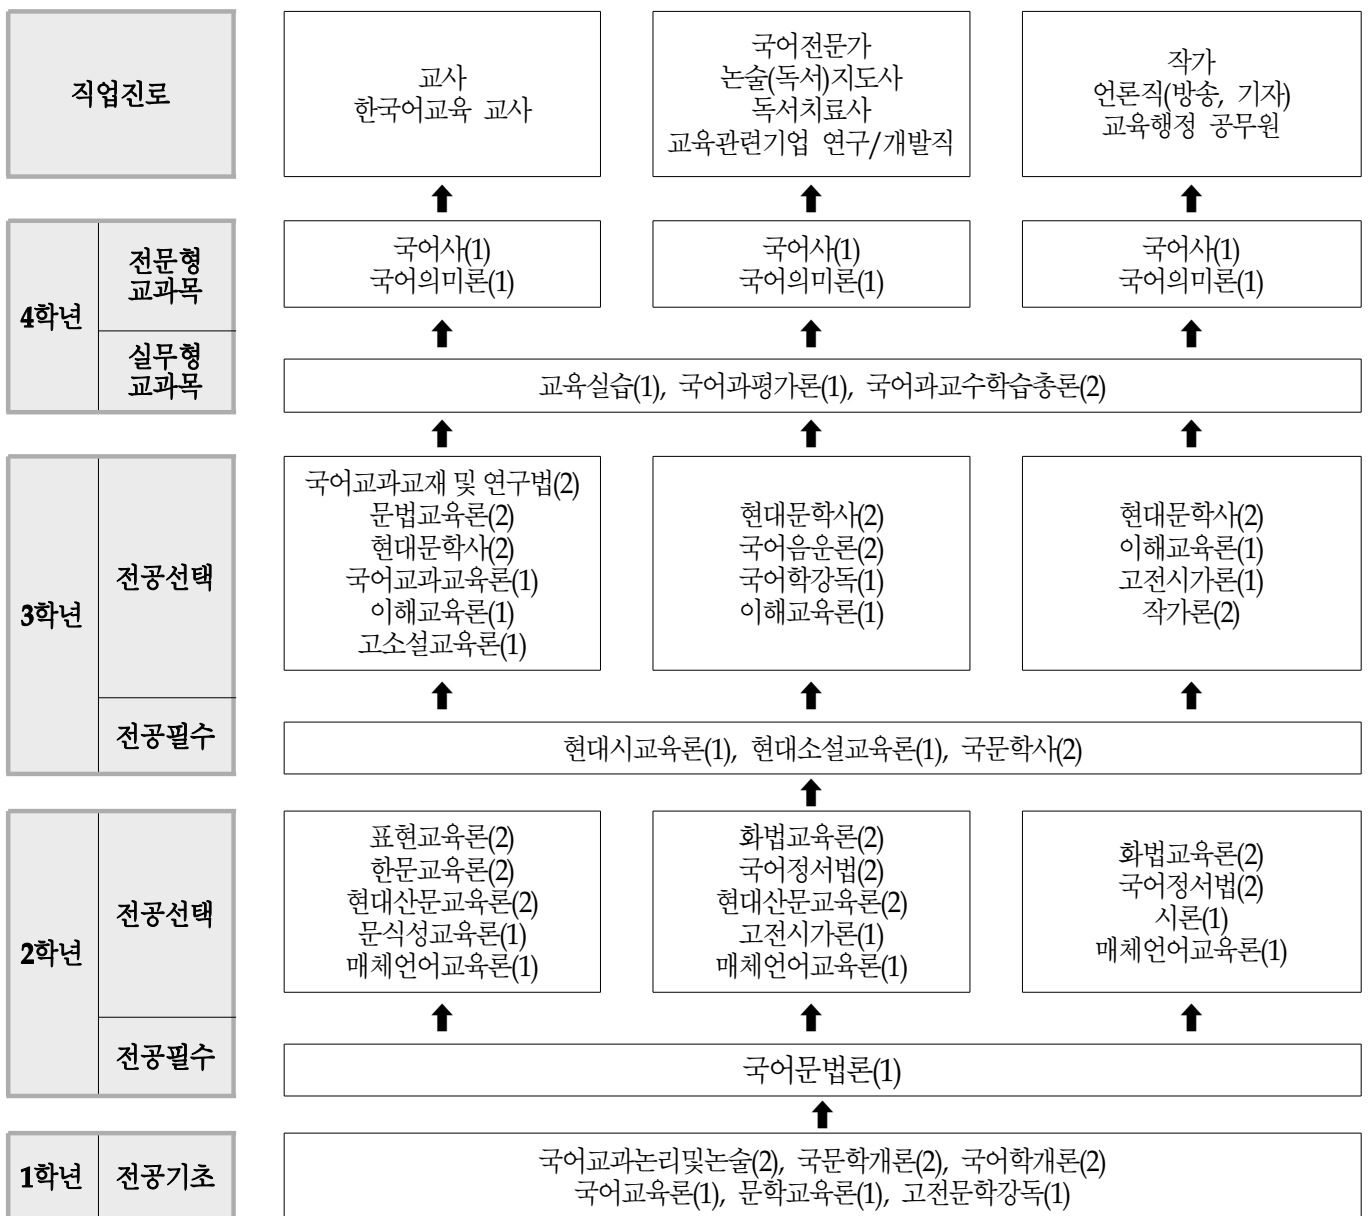 직업진로
교사
한국어교육 교사
국어전문가
논술(독서)지도사
독서치료사
교육관련기업 연구/개발직
작가
언론직(방송, 기자)
교육행정 공무원
4학년
전문형
교과목
국어사(1)
국어의미론(1)
국어사(1)
국어의미론(1)
국어사(1)
국어의미론(1)
실무형
교과목
교육실습(1), 국어과평가론(1), 국어과교수학습총론(2)
3학년
전공선택
국어교과교재 및 연구법(2)
문법교육론(2)
현대문학사(2)
국어교과교육론(1)
이해교육론(1)
고소설교육론(1)
현대문학사(2)
국어음운론(2)
국어학강독(1)
이해교육론(1)
현대문학사(2)
이해교육론(1)
고전시가론(1)
작가론(2)
전공필수
현대시교육론(1), 현대소설교육론(1), 국문학사(2)
2학년
전공선택
표현교육론(2)
한문교육론(2)
현대산문교육론(2)
문식성교육론(1)
매체언어교육론(1)
화법교육론(2)
국어정서법(2)
현대산문교육론(2)
고전시가론(1)
매체언어교육론(1)
화법교육론(2)
국어정서법(2)
시론(1)
매체언어교육론(1)
전공필수
국어문법론(1)
1학년
전공기초
국어교과논리및논술(2), 국문학개론(2), 국어학개론(2)
국어교육론(1), 문학교육론(1), 고전문학강독(1)